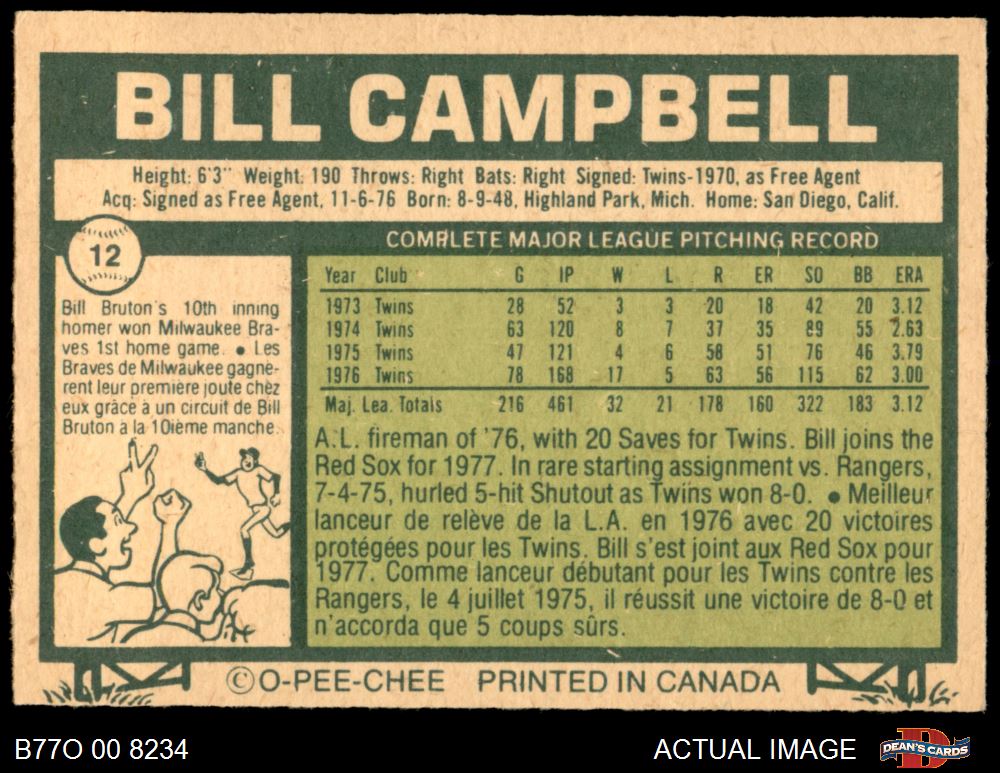 BILL CAMPBELL
Height: 6'3" Weight: 190 Throws: Right Bats: Right Signed: Twins-1970, as Free Agent
Acq: Signed as Free Agent, 11-6-76 Born: 8-9-48, Highland Park, Mich. Home: San Diego, Calif.
12
Bill Bruton's 10th inning
homer won Milwaukee Bra-
ves 1st home game. ● Les
Braves de Milwaukee gagnè-
rent leur première joute chez
eux grâce à un circuit de Bill
Bruton à la 10ième manche.
COMPLETE MAJOR LEAGUE PITCHING RECORD
Year Club G IP W L R ER SO BB ERA
1973 Twins 28 52 3 3 20 18 42 20 3.12
1974 Twins 63 120 8 7 37 35 89 55 2.63
1975 Twins 47 121 4 6 58 51 76 46 3.79
1976 Twins 78 168 17 5 63 56 115 62 3.00
Maj. Lea. Totals 216 461 32 21 178 160 322 183 3.12
A.L. fireman of '76, with 20 Saves for Twins. Bill joins the
Red Sox for 1977. In rare starting assignment vs. Rangers,
7-4-75, hurled 5-hit Shutout as Twins won 8-0. ● Meilleur
lanceur de relève de la L.A. en 1976 avec 20 victoires
protégées pour les Twins. Bill s'est joint aux Red Sox pour
1977. Comme lanceur débutant pour les Twins contre les
Rangers, le 4 juillet 1975, il réussit une victoire de 8-0 et
n'accorda que 5 coups sûrs.
©O-PEE-CHEE PRINTED IN CANADA
B77O 00 8234
ACTUAL IMAGE
DEAN'S CARDS